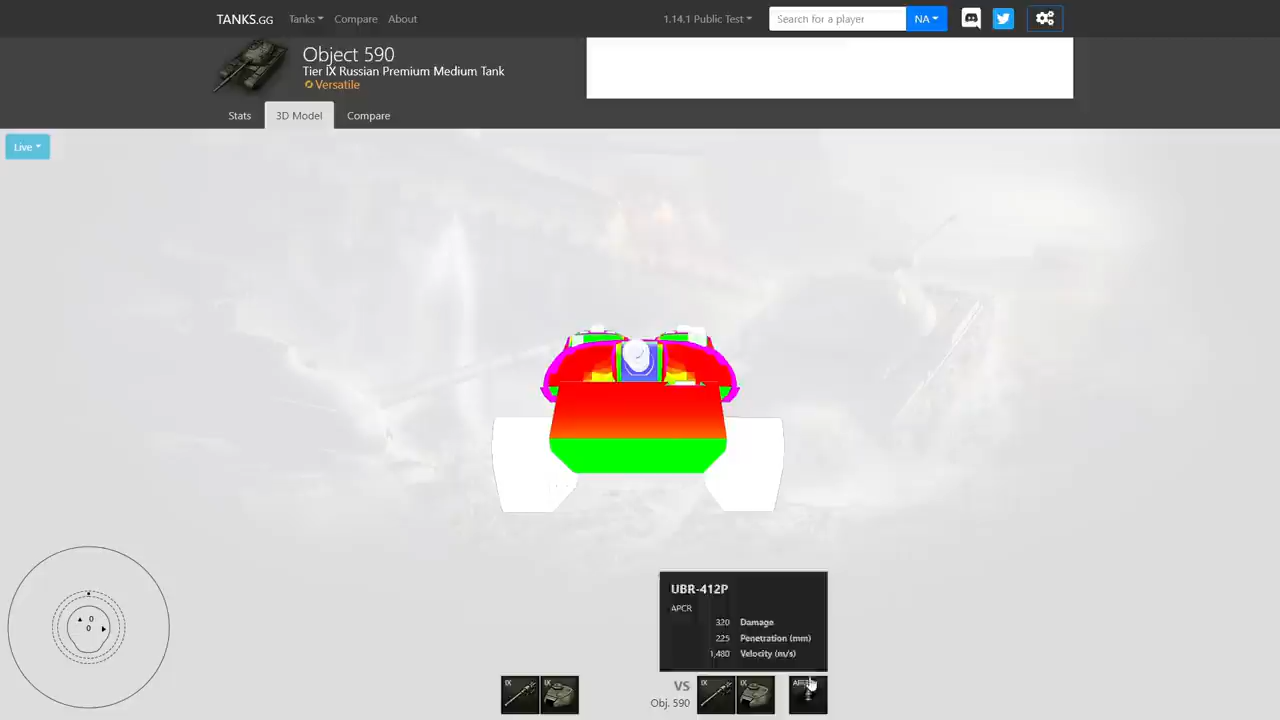 TANKS.GG Tanks Compare About 1.14.1 Public Test Search for a player NA
Object 590
Tier IX Russian Premium Medium Tank
Versatile
Stats 3D Model Compare
Live
UBR-412P
APCR
320 Damage
225 Penetration (mm)
1,480 Velocity (m/s)
0
0
IX IX VS IX IX
Obj. 590